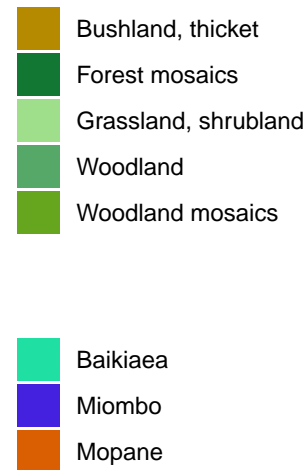 Bushland, thicket
Forest mosaics
Grassland, shrubland
Woodland
Woodland mosaics
Baikiaea
Miombo
Mopane